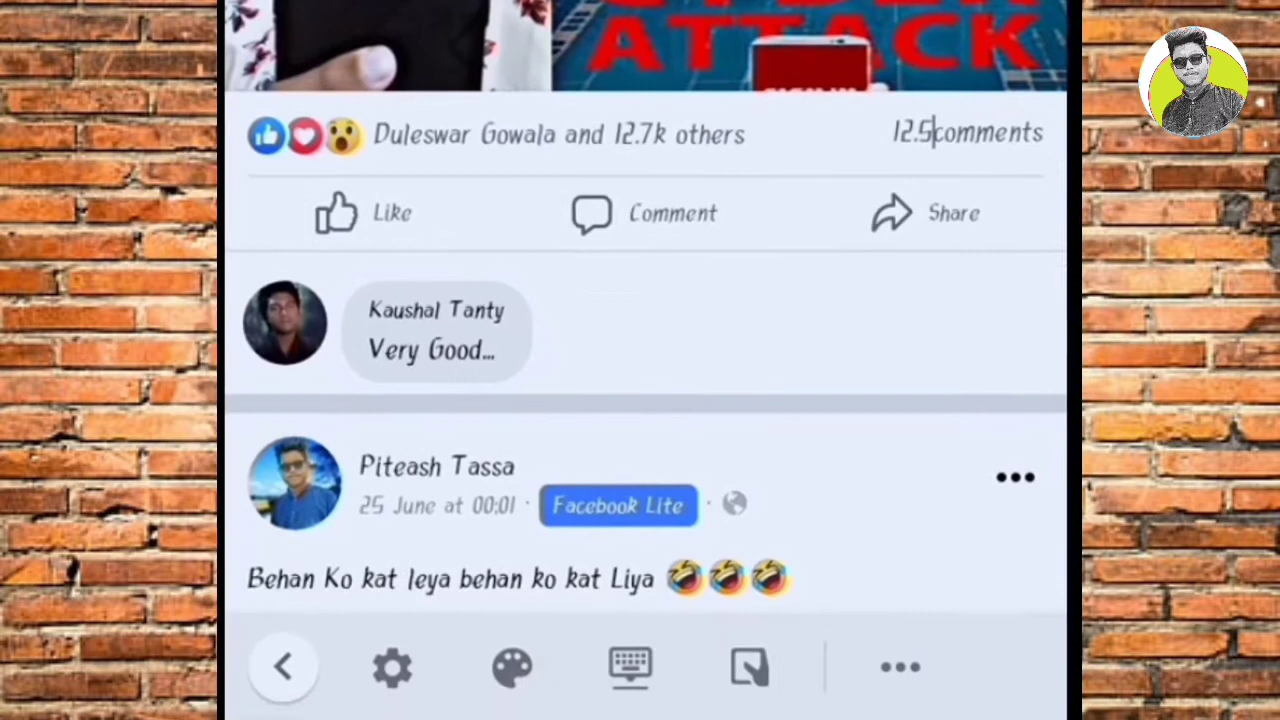 ATTACK
Duleswar Gowala and 12.7k others
12.5comments
Like
Comment
Share
Kaushal Tanty
Very Good...
Piteash Tassa
25 June at 00:01 · Facebook Lite ·
Behan Ko kat leya behan ko kat Liya 🤣🤣🤣